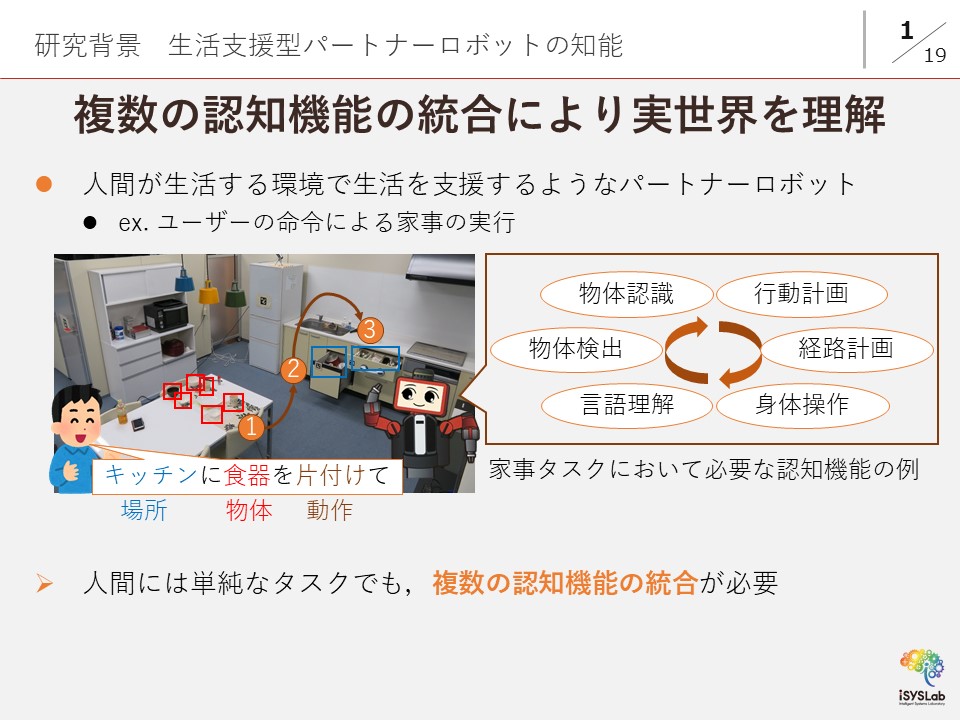 研究背景　生活支援型パートナーロボットの知能
1
19
複数の認知機能の統合により実世界を理解
人間が生活する環境で生活を支援するようなパートナーロボット
ex. ユーザーの命令による家事の実行
物体認識
行動計画
物体検出
経路計画
言語理解
身体操作
3
2
1
キッチンに食器を片付けて
場所
物体
動作
家事タスクにおいて必要な認知機能の例
人間には単純なタスクでも，複数の認知機能の統合が必要
iSYSLab
Intelligent Systems Laboratory